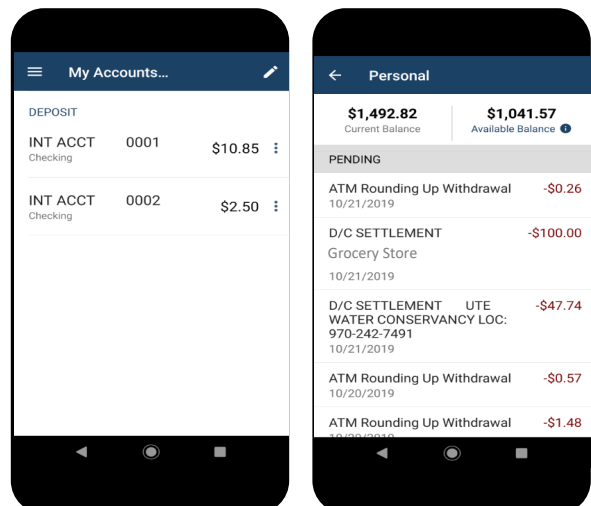 My Accounts...
DEPOSIT
INT ACCT 0001 $10.85
Checking
INT ACCT 0002 $2.50
Checking
Personal
$1,492.82 $1,041.57
Current Balance Available Balance
PENDING
ATM Rounding Up Withdrawal -$0.26
10/21/2019
D/C SETTLEMENT -$100.00
Grocery Store
10/21/2019
D/C SETTLEMENT UTE -$47.74
WATER CONSERVANCY LOC:
970-242-7491
10/21/2019
ATM Rounding Up Withdrawal -$0.57
10/20/2019
ATM Rounding Up Withdrawal -$1.48